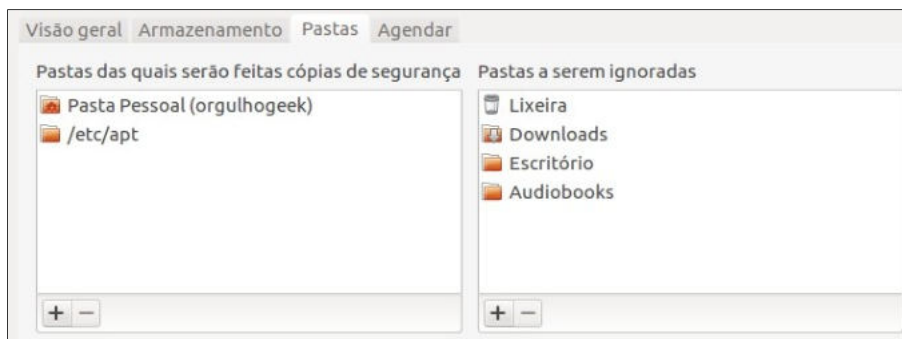 Visão geral Armazenamento Pastas Agendar
Pastas das quais serão feitas cópias de segurança
Pasta Pessoal (orgulhogeek)
/etc/apt
Pastas a serem ignoradas
Lixeira
Downloads
Escritório
Audiobooks